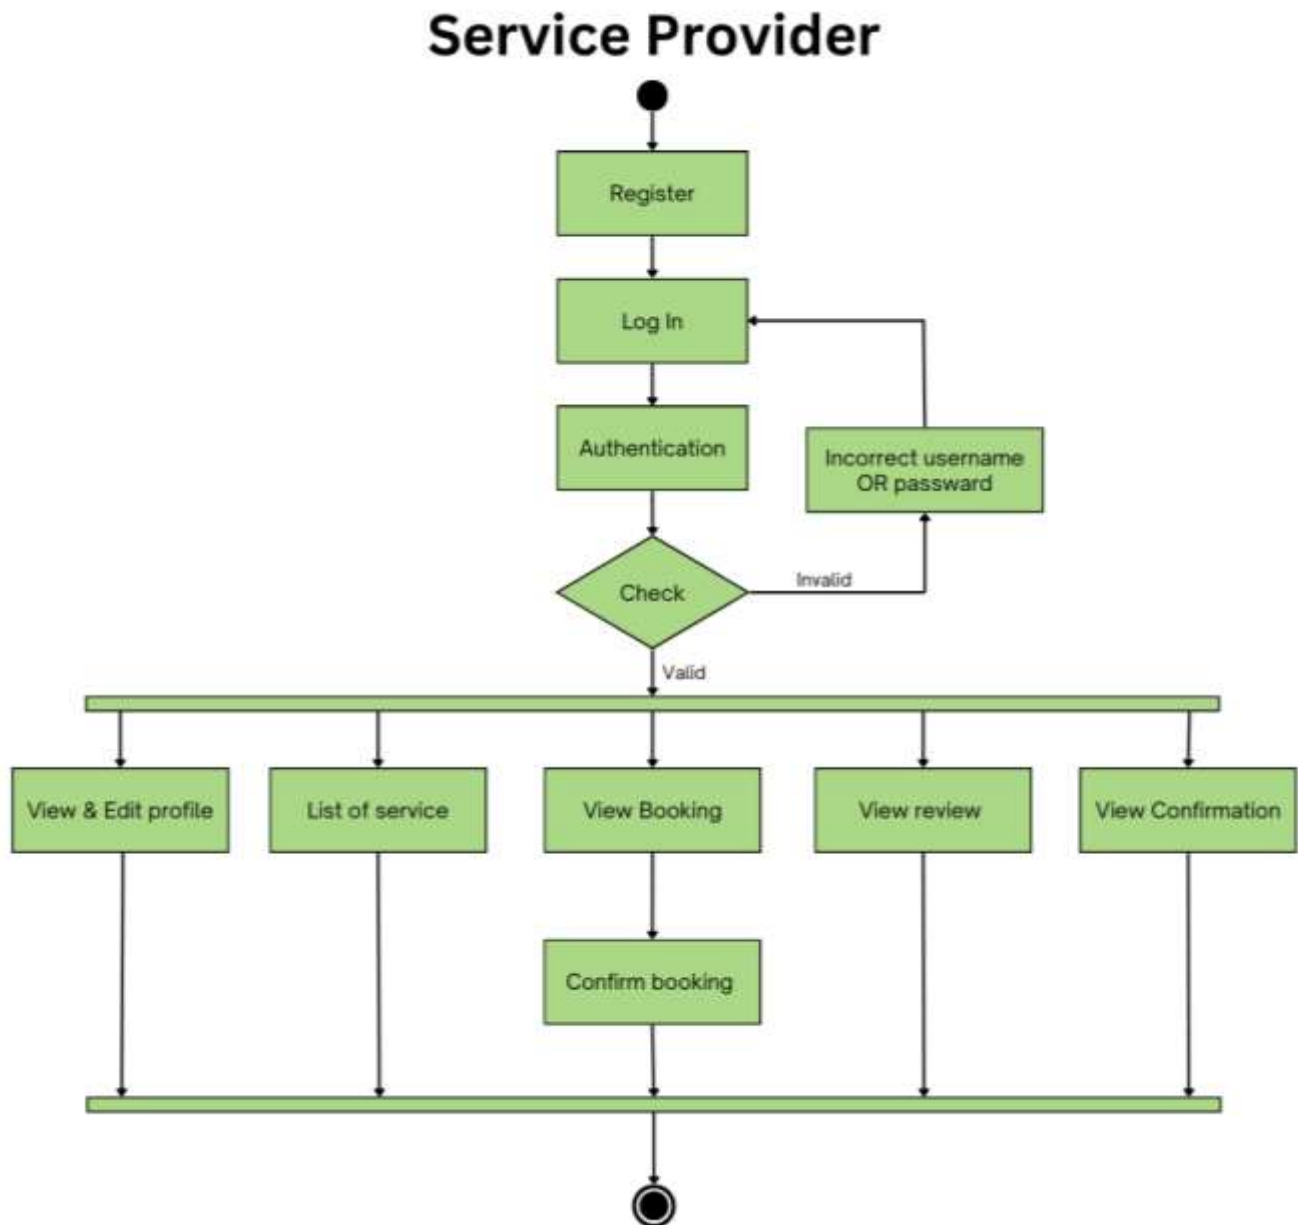 Service Provider
Register
Log In
Authentication
Incorrect username
OR passward
Check
Invalid
Valid
View & Edit profile
List of service
View Booking
View review
View Confirmation
Confirm booking